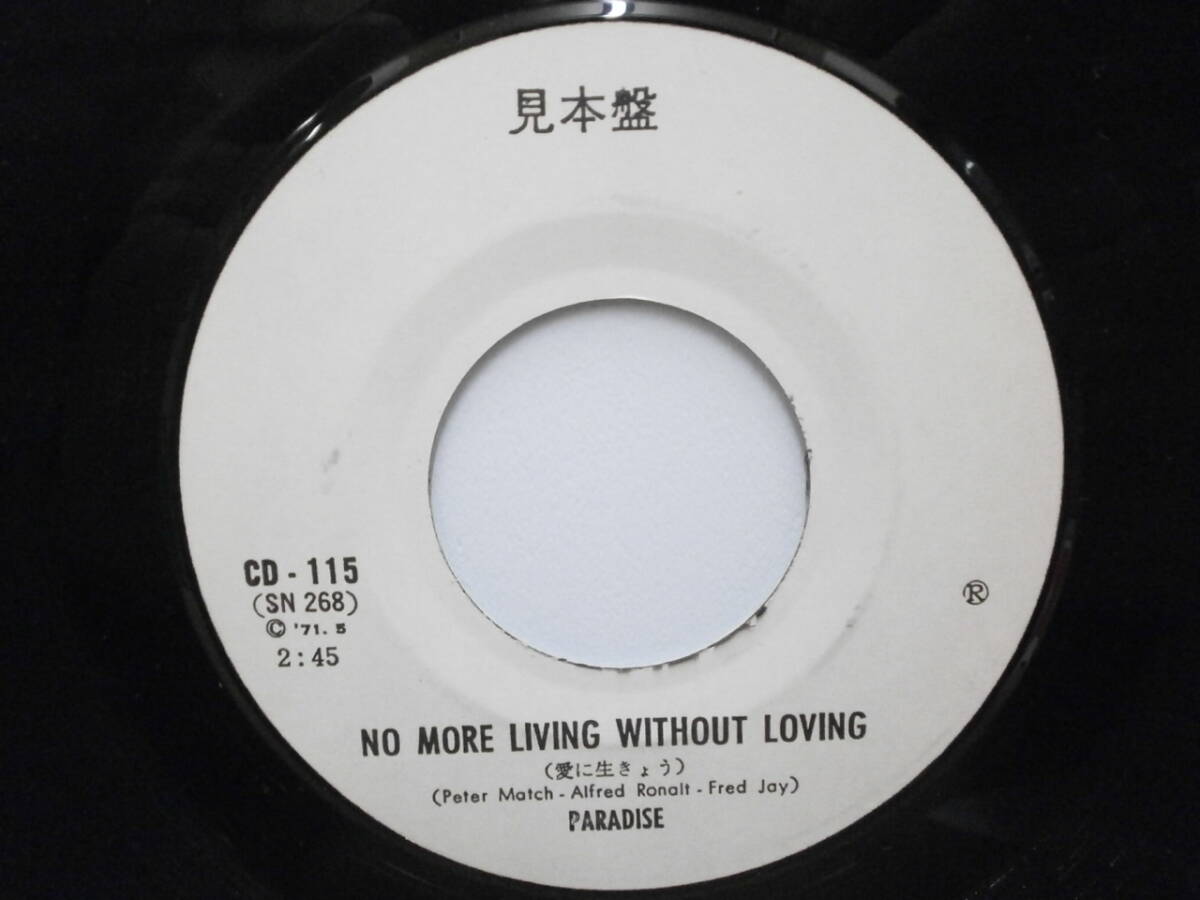 見本盤
CD - 115
(SN 268)
© '71. 5
2:45
®
NO MORE LIVING WITHOUT LOVING
(愛に生きょう)
(Peter Match - Alfred Ronalt - Fred Jay)
PARADISE